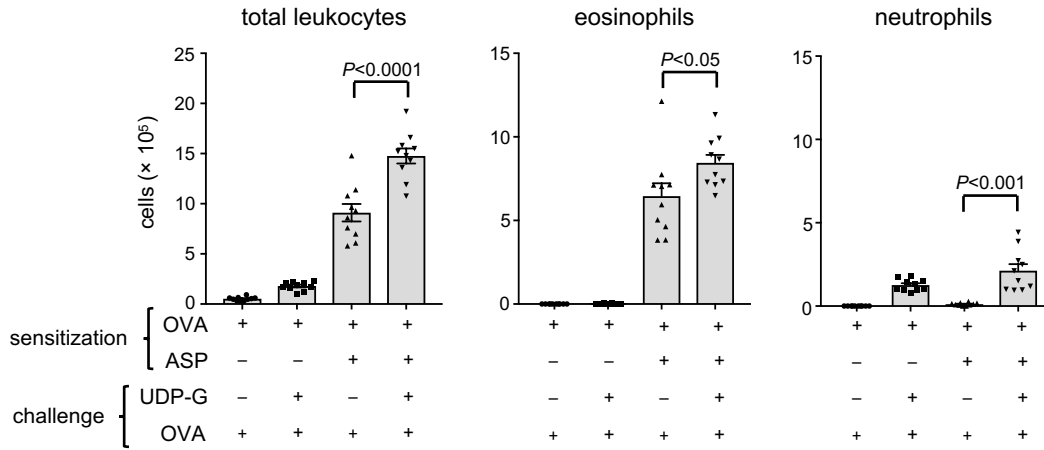 total leukocytes eosinophils neutrophils
25
20
15
10
5
0
cells (× 10⁵)
P<0.0001
15
10
5
0
P<0.05
15
10
5
0
P<0.001
sensitization
OVA + + + + + + + + + + + +
ASP – – + + – – + + – – + +
challenge
UDP-G – + – + – + – + – + – +
OVA + + + + + + + + + + + +